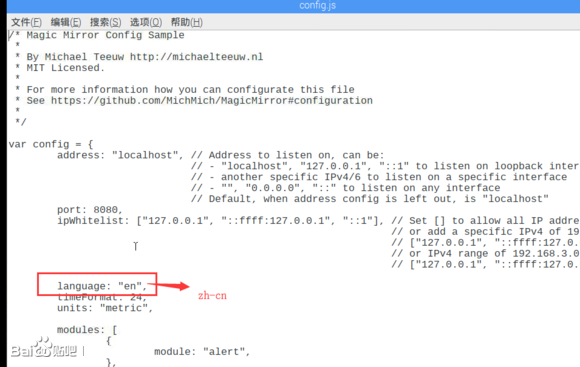 config.js
文件(F) 编辑(E) 搜索(S) 选项(O) 帮助(H)
/* Magic Mirror Config Sample
*
* By Michael Teeuw http://michaelteeuw.nl
* MIT Licensed.
*
* For more information how you can configurate this file
* See https://github.com/MichMich/MagicMirror#configuration
*
*/
var config = {
address: "localhost", // Address to listen on, can be:
// - "localhost", "127.0.0.1", "::1" to listen on loopback inter
// - another specific IPv4/6 to listen on a specific interface
// - "", "0.0.0.0", "::" to listen on any interface
// Default, when address config is left out, is "localhost"
port: 8080,
ipWhitelist: ["127.0.0.1", "::ffff:127.0.0.1", "::1"], // Set [] to allow all IP addre
// or add a specific IPv4 of 19
// ["127.0.0.1", "::ffff:127.0.
// or IPv4 range of 192.168.3.0
// ["127.0.0.1", "::ffff:127.0.
language: "en",
zh-cn
timeFormat: 24,
units: "metric",
modules: [
{
module: "alert",
},
Baidu贴吧